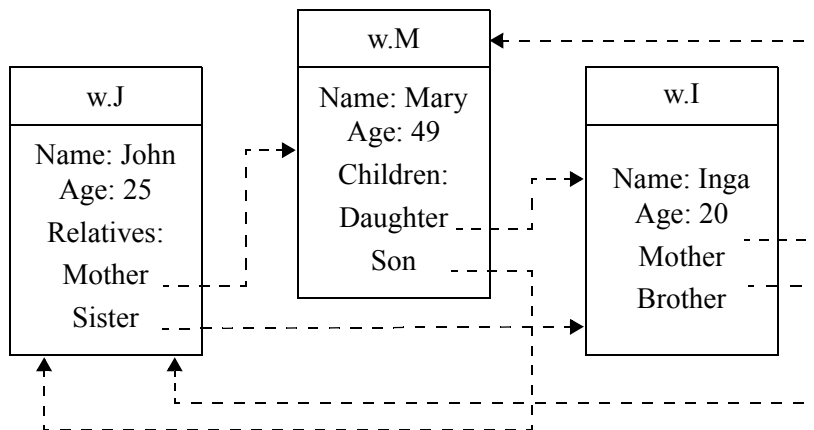 w.J
Name: John
Age: 25
Relatives:
Mother
Sister
w.M
Name: Mary
Age: 49
Children:
Daughter
Son
w.I
Name: Inga
Age: 20
Mother
Brother